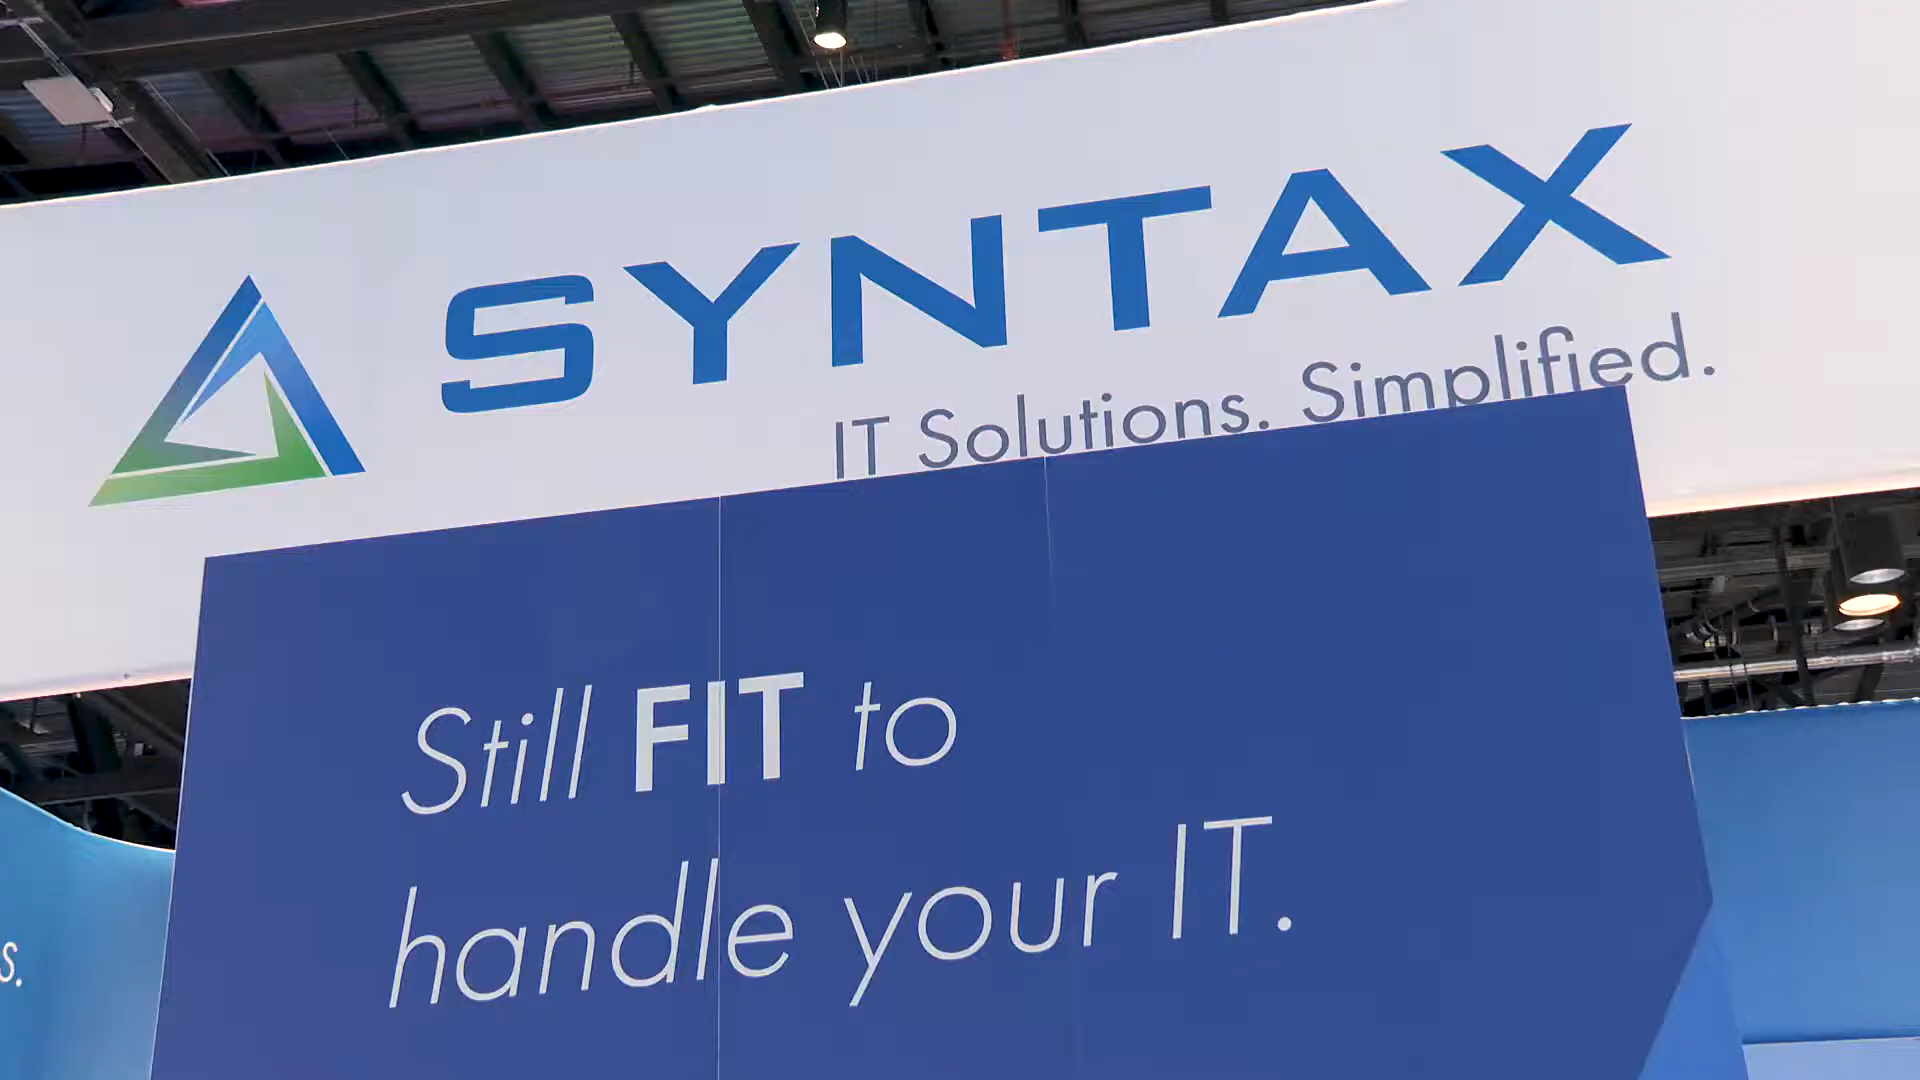 SYNTAX
IT Solutions. Simplified.
Still FIT to
handle your IT.
s.